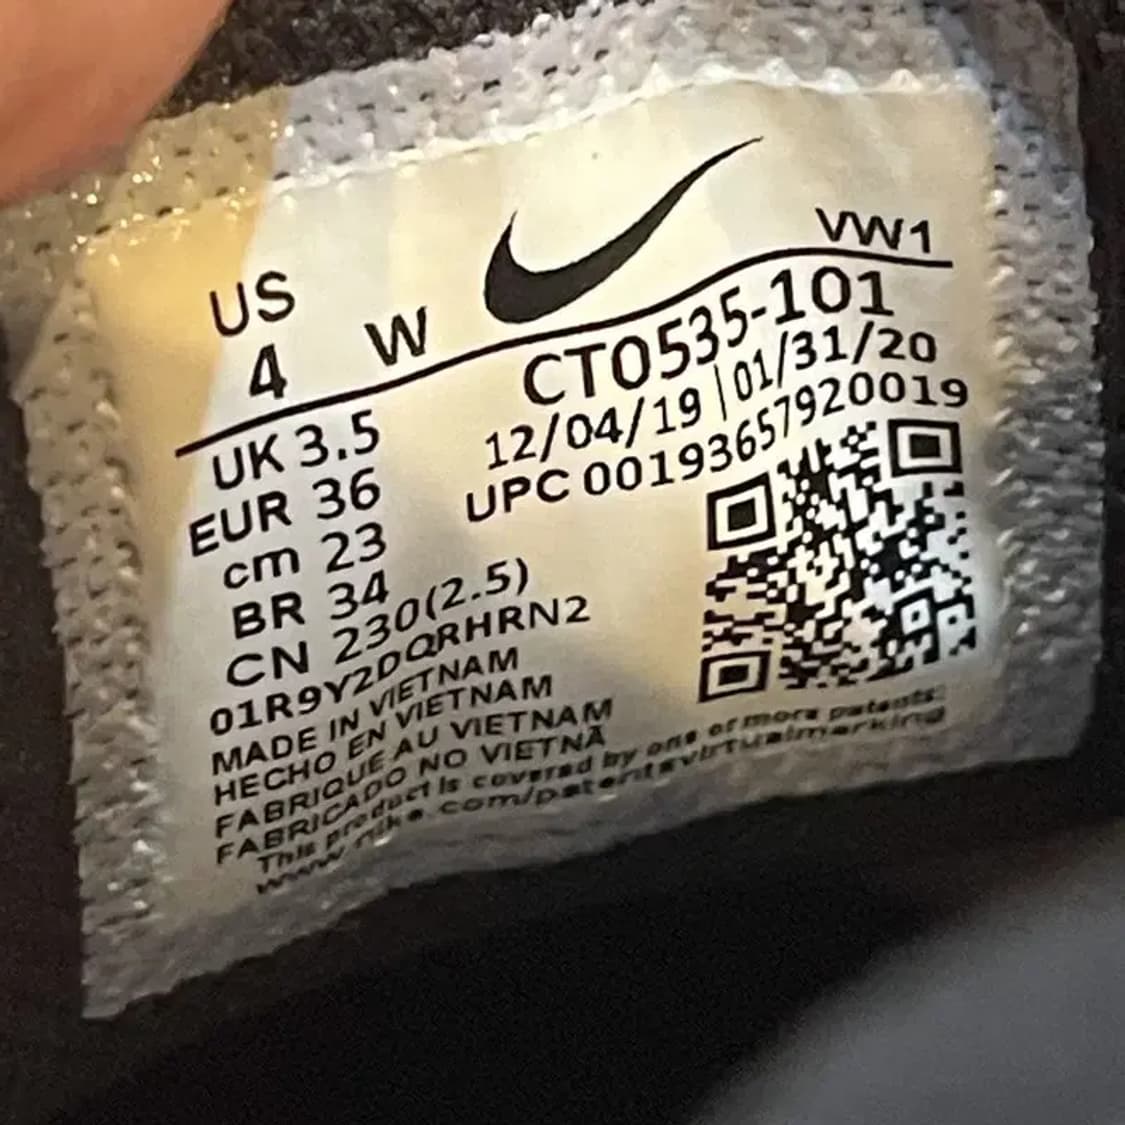 US
4 W
VW1
UK 3.5
EUR 36
cm 23
BR 34
CN 230(2.5)
CT0535-101
12/04/19 | 01/31/20
UPC 00193657920019
01R9Y2DQRHRN2
MADE IN VIETNAM
HECHO EN VIETNAM
FABRIQUE AU VIETNAM
FABRICADO NO VIETNÃ
This product is covered by one of more patents:
www.nike.com/patentsvirtualmarking